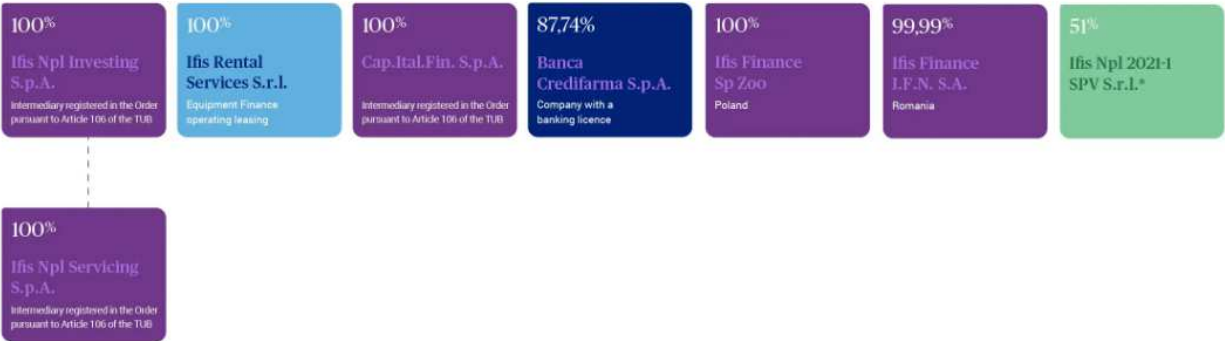 100%
Ifis Npl Investing
S.p.A.
Intermediary registered in the Order
pursuant to Article 106 of the TUB
100%
Ifis Rental
Services S.r.l.
Equipment Finance
operating leasing
100%
Cap.Ital.Fin. S.p.A.
Intermediary registered in the Order
pursuant to Article 106 of the TUB
87,74%
Banca
Credifarma S.p.A.
Company with a
banking licence
100%
Ifis Finance
Sp Zoo
Poland
99,99%
Ifis Finance
I.F.N. S.A.
Romania
51%
Ifis Npl 2021-1
SPV S.r.l.*
100%
Ifis Npl Servicing
S.p.A.
Intermediary registered in the Order
pursuant to Article 106 of the TUB